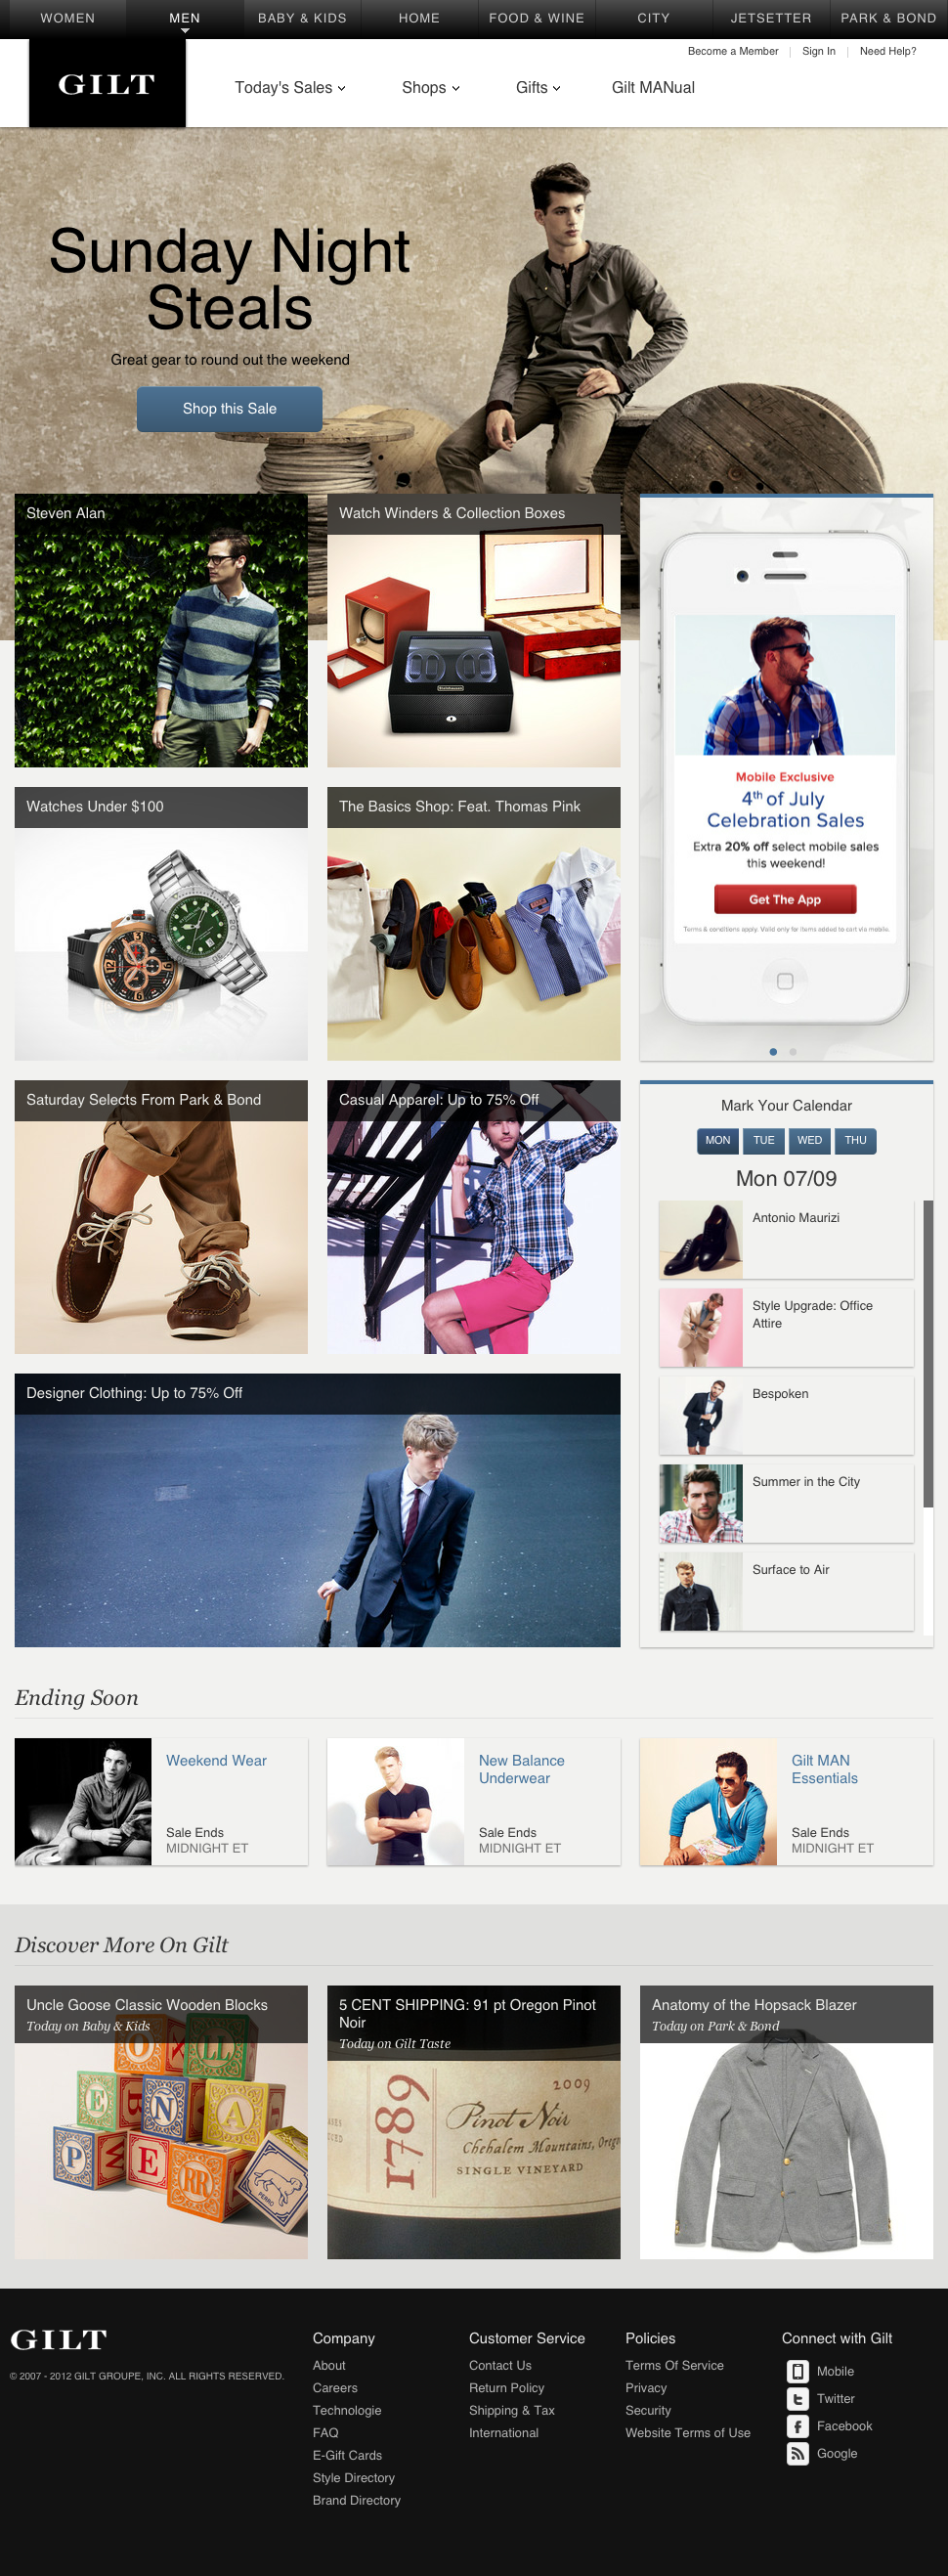 WOMEN
MEN
BABY & KIDS
HOME
FOOD & WINE
CITY
JETSETTER
PARK & BOND
Become a Member
Sign In
Need Help?
GILT
Today's Sales
Shops
Gifts
Gilt MANual
Sunday Night
Steals
Great gear to round out the weekend
Shop this Sale
Steven Alan
Watch Winders & Collection Boxes
Mobile Exclusive
4th of July
Celebration Sales
Extra 20% off select mobile sales
this weekend!
Get The App
Terms & conditions apply. Valid only for items added to cart via mobile.
Watches Under $100
The Basics Shop: Feat. Thomas Pink
Saturday Selects From Park & Bond
Casual Apparel: Up to 75% Off
Mark Your Calendar
MON
TUE
WED
THU
Mon 07/09
Antonio Maurizi
Style Upgrade: Office
Attire
Bespoken
Summer in the City
Surface to Air
Designer Clothing: Up to 75% Off
Ending Soon
Weekend Wear
Sale Ends
MIDNIGHT ET
New Balance
Underwear
Sale Ends
MIDNIGHT ET
Gilt MAN
Essentials
Sale Ends
MIDNIGHT ET
Discover More On Gilt
Uncle Goose Classic Wooden Blocks
Today on Baby & Kids
O
LL
E
B
Ñ
A
P
W
E
RR
PERRO
5 CENT SHIPPING: 91 pt Oregon Pinot
Noir
Today on Gilt Taste
1789
2009
Pinot Noir
Chehalem Mountains,
SINGLE VINEYARD
Anatomy of the Hopsack Blazer
Today on Park & Bond
GILT
© 2007 - 2012 GILT GROUPE, INC. ALL RIGHTS RESERVED.
Company
About
Careers
Technologie
FAQ
E-Gift Cards
Style Directory
Brand Directory
Customer Service
Contact Us
Return Policy
Shipping & Tax
International
Policies
Terms Of Service
Privacy
Security
Website Terms of Use
Connect with Gilt
Mobile
Twitter
Facebook
Google